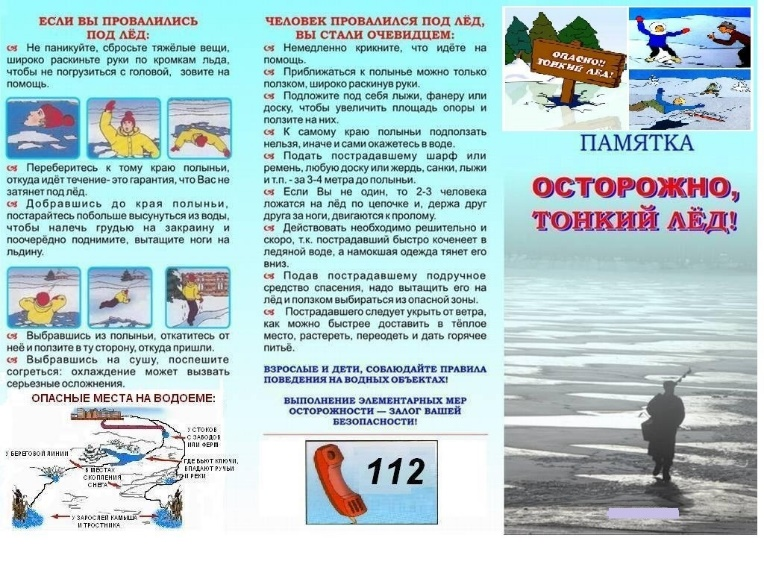 ЕСЛИ ВЫ ПРОВАЛИЛИСЬ
ПОД ЛЁД:
Не паникуйте, сбросьте тяжёлые вещи,
широко раскиньте руки по кромкам льда,
чтобы не погрузиться с головой, зовите на
помощь.
Переберитесь к тому краю полыньи,
откуда идёт течение- это гарантия, что Вас не
затянет под лёд.
Добравшись до края полыньи,
постарайтесь побольше высунуться из воды,
чтобы налечь грудью на закраину и
поочерёдно поднимите, вытащите ноги на
льдину.
Выбравшись из полыньи, откатитесь от
неё и ползите в ту сторону, откуда пришли.
Выбравшись на сушу, поспешите
согреться: охлаждение может вызвать
серьезные осложнения.
ОПАСНЫЕ МЕСТА НА ВОДОЕМЕ:
У СТОКОВ
С ЗАВОДОВ
ИЛИ ФЕРМ
У БЕРЕГОВОЙ ЛИНИИ
В МЕСТАХ
СКОПЛЕНИЯ
СНЕГА
ГДЕ БЬЮТ КЛЮЧИ,
ВПАДАЮТ РУЧЬИ
И РЕКИ
У ЗАРОСЛЕЙ КАМЫША
И ТРОСТНИКА
ЧЕЛОВЕК ПРОВАЛИЛСЯ ПОД ЛЁД,
ВЫ СТАЛИ ОЧЕВИДЦЕМ:
Немедленно крикните, что идёте на
помощь.
Приближаться к полынье можно только
ползком, широко раскинув руки.
Подложите под себя лыжи, фанеру или
доску, чтобы увеличить площадь опоры и
ползите на них.
К самому краю полыньи подползать
нельзя, иначе и сами окажетесь в воде.
Подать пострадавшему шарф или
ремень, любую доску или жердь, санки, лыжи
и т.п. - за 3-4 метра до полыньи.
Если Вы не один, то 2-3 человека
ложатся на лёд по цепочке и, держа друг
друга за ноги, двигаются к пролому.
Действовать необходимо решительно и
скоро, т.к. пострадавший быстро коченеет в
ледяной воде, а намокшая одежда тянет его
вниз.
Подав пострадавшему подручное
средство спасения, надо вытащить его на
лёд и ползком выбираться из опасной зоны.
Пострадавшего следует укрыть от ветра,
как можно быстрее доставить в тёплое
место, растереть, переодеть и дать горячее
питьё.
ВЗРОСЛЫЕ И ДЕТИ, СОБЛЮДАЙТЕ ПРАВИЛА
ПОВЕДЕНИЯ НА ВОДНЫХ ОБЪЕКТАХ!
ВЫПОЛНЕНИЕ ЭЛЕМЕНТАРНЫХ МЕР
ОСТОРОЖНОСТИ — ЗАЛОГ ВАШЕЙ
БЕЗОПАСНОСТИ!
112
ОПАСНО!!
ТОНКИЙ ЛЕД!
ПАМЯТКА
ОСТОРОЖНО,
ТОНКИЙ ЛЁД!